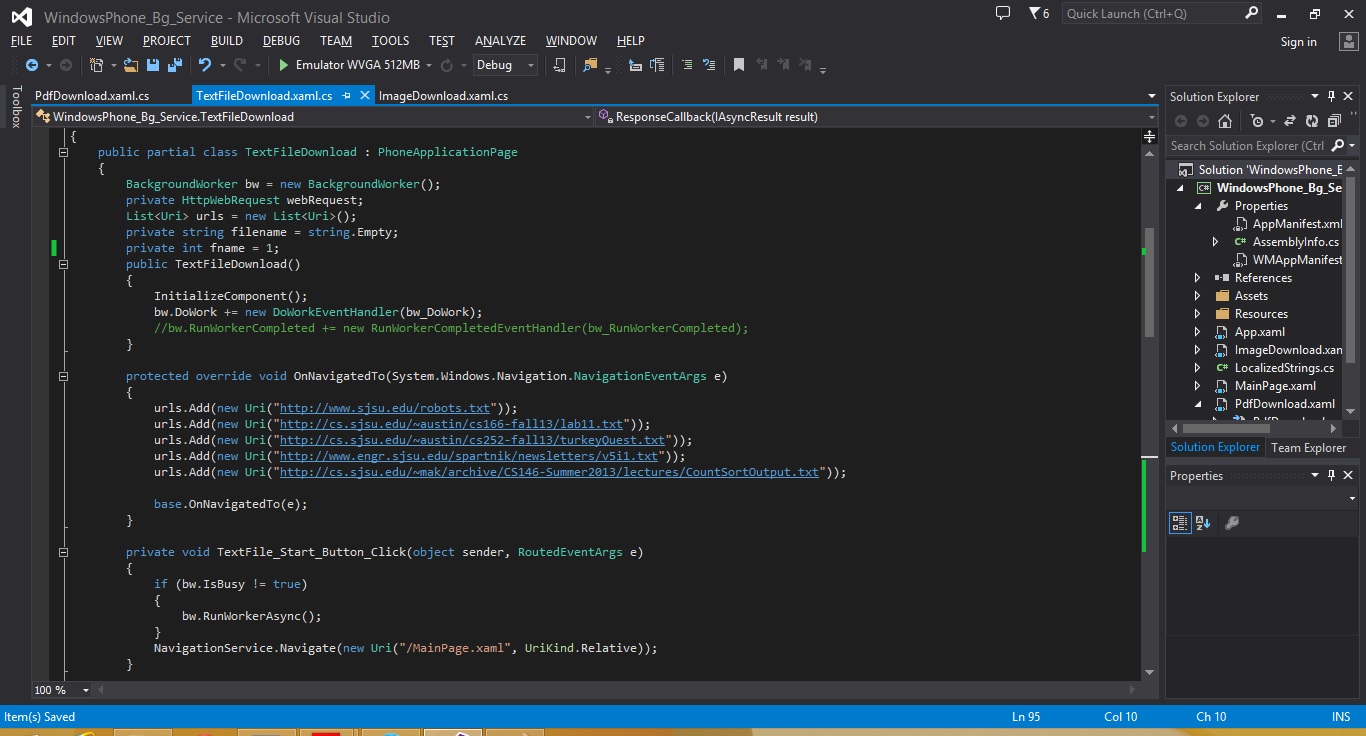 WindowsPhone_Bg_Service - Microsoft Visual Studio
6
Quick Launch (Ctrl+Q)
FILE EDIT VIEW PROJECT BUILD DEBUG TEAM TOOLS TEST ANALYZE WINDOW HELP
Sign in
Emulator WVGA 512MB
Debug
Toolbox
PdfDownload.xaml.cs
TextFileDownload.xaml.cs
ImageDownload.xaml.cs
WindowsPhone_Bg_Service.TextFileDownload
ResponseCallback(IAsyncResult result)
{
public partial class TextFileDownload : PhoneApplicationPage
{
BackgroundWorker bw = new BackgroundWorker();
private HttpWebRequest webRequest;
List<Uri> urls = new List<Uri>();
private string filename = string.Empty;
private int fname = 1;
public TextFileDownload()
{
InitializeComponent();
bw.DoWork += new DoWorkEventHandler(bw_DoWork);
//bw.RunWorkerCompleted += new RunWorkerCompletedEventHandler(bw_RunWorkerCompleted);
}
protected override void OnNavigatedTo(System.Windows.Navigation.NavigationEventArgs e)
{
urls.Add(new Uri("http://www.sjsu.edu/robots.txt"));
urls.Add(new Uri("http://cs.sjsu.edu/~austin/cs166-fall13/lab11.txt"));
urls.Add(new Uri("http://cs.sjsu.edu/~austin/cs252-fall13/turkeyQuest.txt"));
urls.Add(new Uri("http://www.engr.sjsu.edu/spartnik/newsletters/v5i1.txt"));
urls.Add(new Uri("http://cs.sjsu.edu/~mak/archive/CS146-Summer2013/lectures/CountSortOutput.txt"));
base.OnNavigatedTo(e);
}
private void TextFile_Start_Button_Click(object sender, RoutedEventArgs e)
{
if (bw.IsBusy != true)
{
bw.RunWorkerAsync();
}
NavigationService.Navigate(new Uri("/MainPage.xaml", UriKind.Relative));
}
100 %
Solution Explorer
Search Solution Explorer (Ctrl
Solution 'WindowsPhone_E
WindowsPhone_Bg_Se
Properties
AppManifest.xml
AssemblyInfo.cs
WMAppManifest
References
Assets
Resources
App.xaml
ImageDownload.xan
LocalizedStrings.cs
MainPage.xaml
PdfDownload.xaml
Solution Explorer
Team Explorer
Properties
Item(s) Saved
Ln 95
Col 10
Ch 10
INS